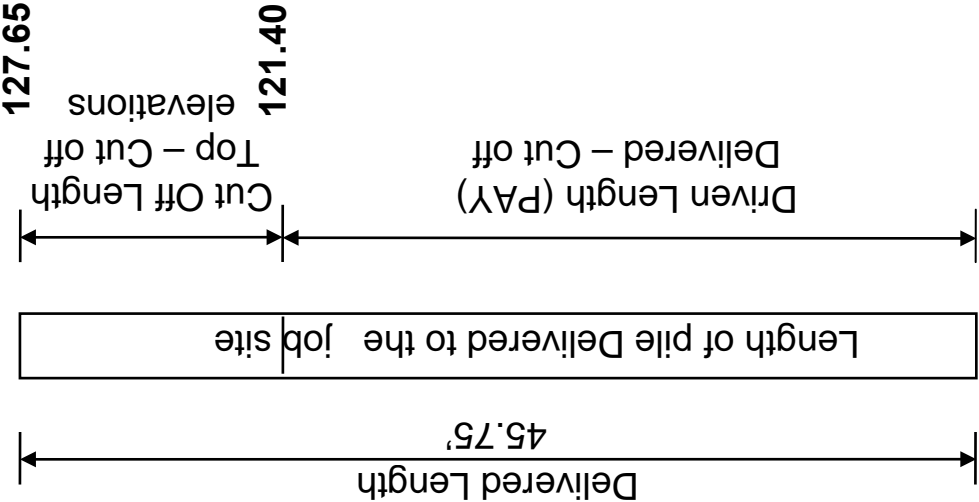 Delivered Length
45.75'
Length of pile Delivered to the job site
Driven Length (PAY)
Delivered – Cut off
Cut Off Length
Top – Cut off
elevations
121.40
127.65